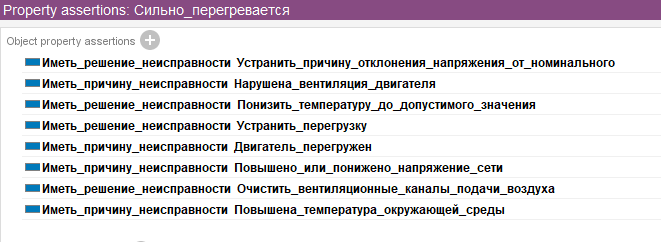 Property assertions: Сильно_перегревается
Object property assertions
Иметь_решение_неисправности Устранить_причину_отклонения_напряжения_от_номинального
Иметь_причину_неисправности Нарушена_вентиляция_двигателя
Иметь_решение_неисправности Понизить_температуру_до_допустимого_значения
Иметь_решение_неисправности Устранить_перегрузку
Иметь_причину_неисправности Двигатель_перегружен
Иметь_причину_неисправности Повышено_или_понижено_напряжение_сети
Иметь_решение_неисправности Очистить_вентиляционные_каналы_подачи_воздуха
Иметь_причину_неисправности Повышена_температура_окружающей_среды